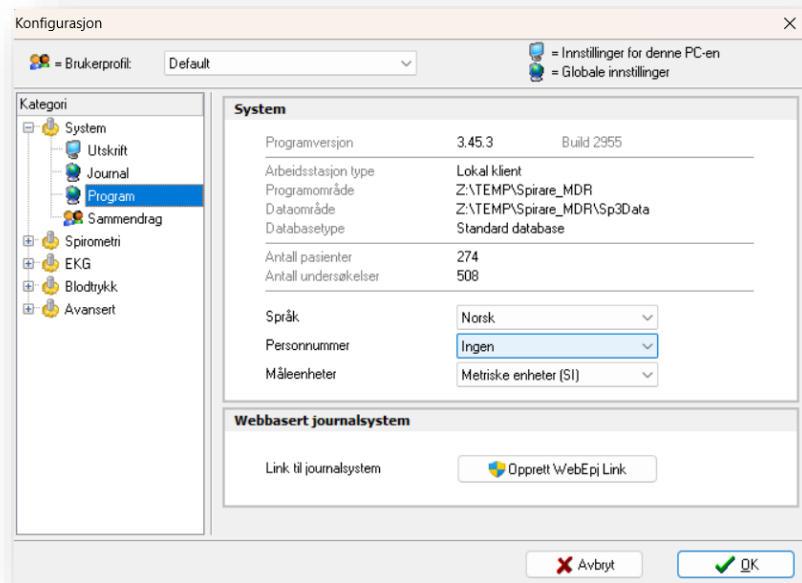 Konfigurasjon
= Brukerprofil:
Default
= Innstillinger for denne PC-en
= Globale innstillinger
Kategori
System
Utskrift
Journal
Program
Sammendrag
Spirometri
EKG
Blodtrykk
Avansert
System
Programversjon 3.45.3 Build 2955
Arbeidsstasjon type Lokal klient
Programområde Z:\TEMP\Spirare_MDR
Dataområde Z:\TEMP\Spirare_MDR\Sp3Data
Databasetype Standard database
Antall pasienter 274
Antall undersøkelser 508
Språk Norsk
Personnummer Ingen
Måleenheter Metriske enheter (SI)
Webbasert journalsystem
Link til journalsystem Opprett WebEpj Link
Avbryt
OK